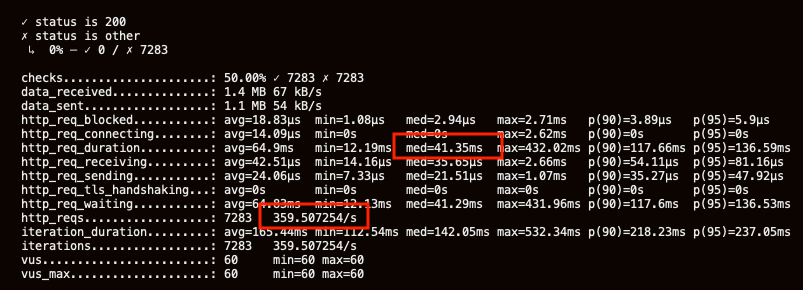 ✓ status is 200
✗ status is other
↳ 0% — ✓ 0 / ✗ 7283
checks.....................: 50.00% ✓ 7283 ✗ 7283
data_received..............: 1.4 MB 67 kB/s
data_sent..................: 1.1 MB 54 kB/s
http_req_blocked...........: avg=18.83µs min=1.08µs med=2.94µs max=2.71ms p(90)=3.89µs p(95)=5.9µs
http_req_connecting........: avg=14.09µs min=0s med=0s max=2.62ms p(90)=0s p(95)=0s
http_req_duration..........: avg=64.9ms min=12.19ms med=41.35ms max=432.02ms p(90)=117.66ms p(95)=136.59ms
http_req_receiving.........: avg=42.51µs min=14.16µs med=35.65µs max=2.66ms p(90)=54.11µs p(95)=81.16µs
http_req_sending...........: avg=24.06µs min=7.33µs med=21.51µs max=1.07ms p(90)=35.27µs p(95)=47.92µs
http_req_tls_handshaking...: avg=0s min=0s med=0s max=0s p(90)=0s p(95)=0s
http_req_waiting...........: avg=64.83ms min=12.13ms med=41.29ms max=431.96ms p(90)=117.6ms p(95)=136.53ms
http_reqs..................: 7283 359.507254/s
iteration_duration.........: avg=165.44ms min=112.54ms med=142.05ms max=532.34ms p(90)=218.23ms p(95)=237.05ms
iterations.................: 7283 359.507254/s
vus........................: 60 min=60 max=60
vus_max....................: 60 min=60 max=60